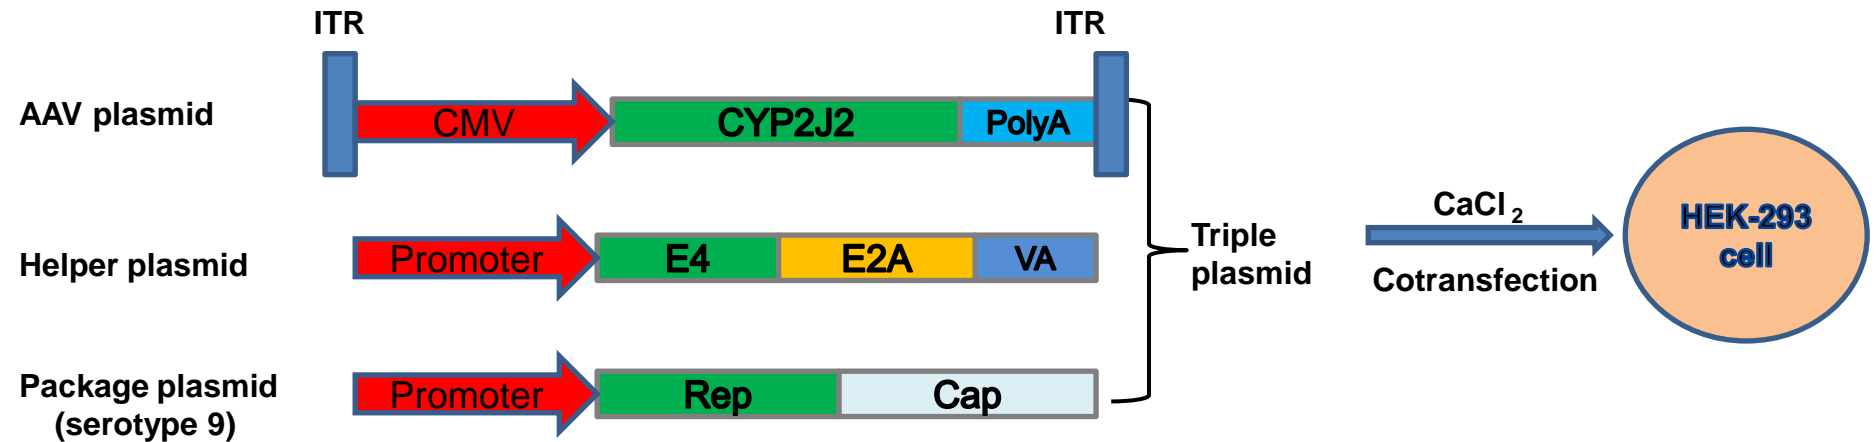 ITR ITR
AAV plasmid CMV CYP2J2 PolyA
Helper plasmid Promoter E4 E2A VA
Package plasmid
(serotype 9)
Promoter Rep Cap
Triple
plasmid
CaCl 2
Cotransfection
HEK-293
cell